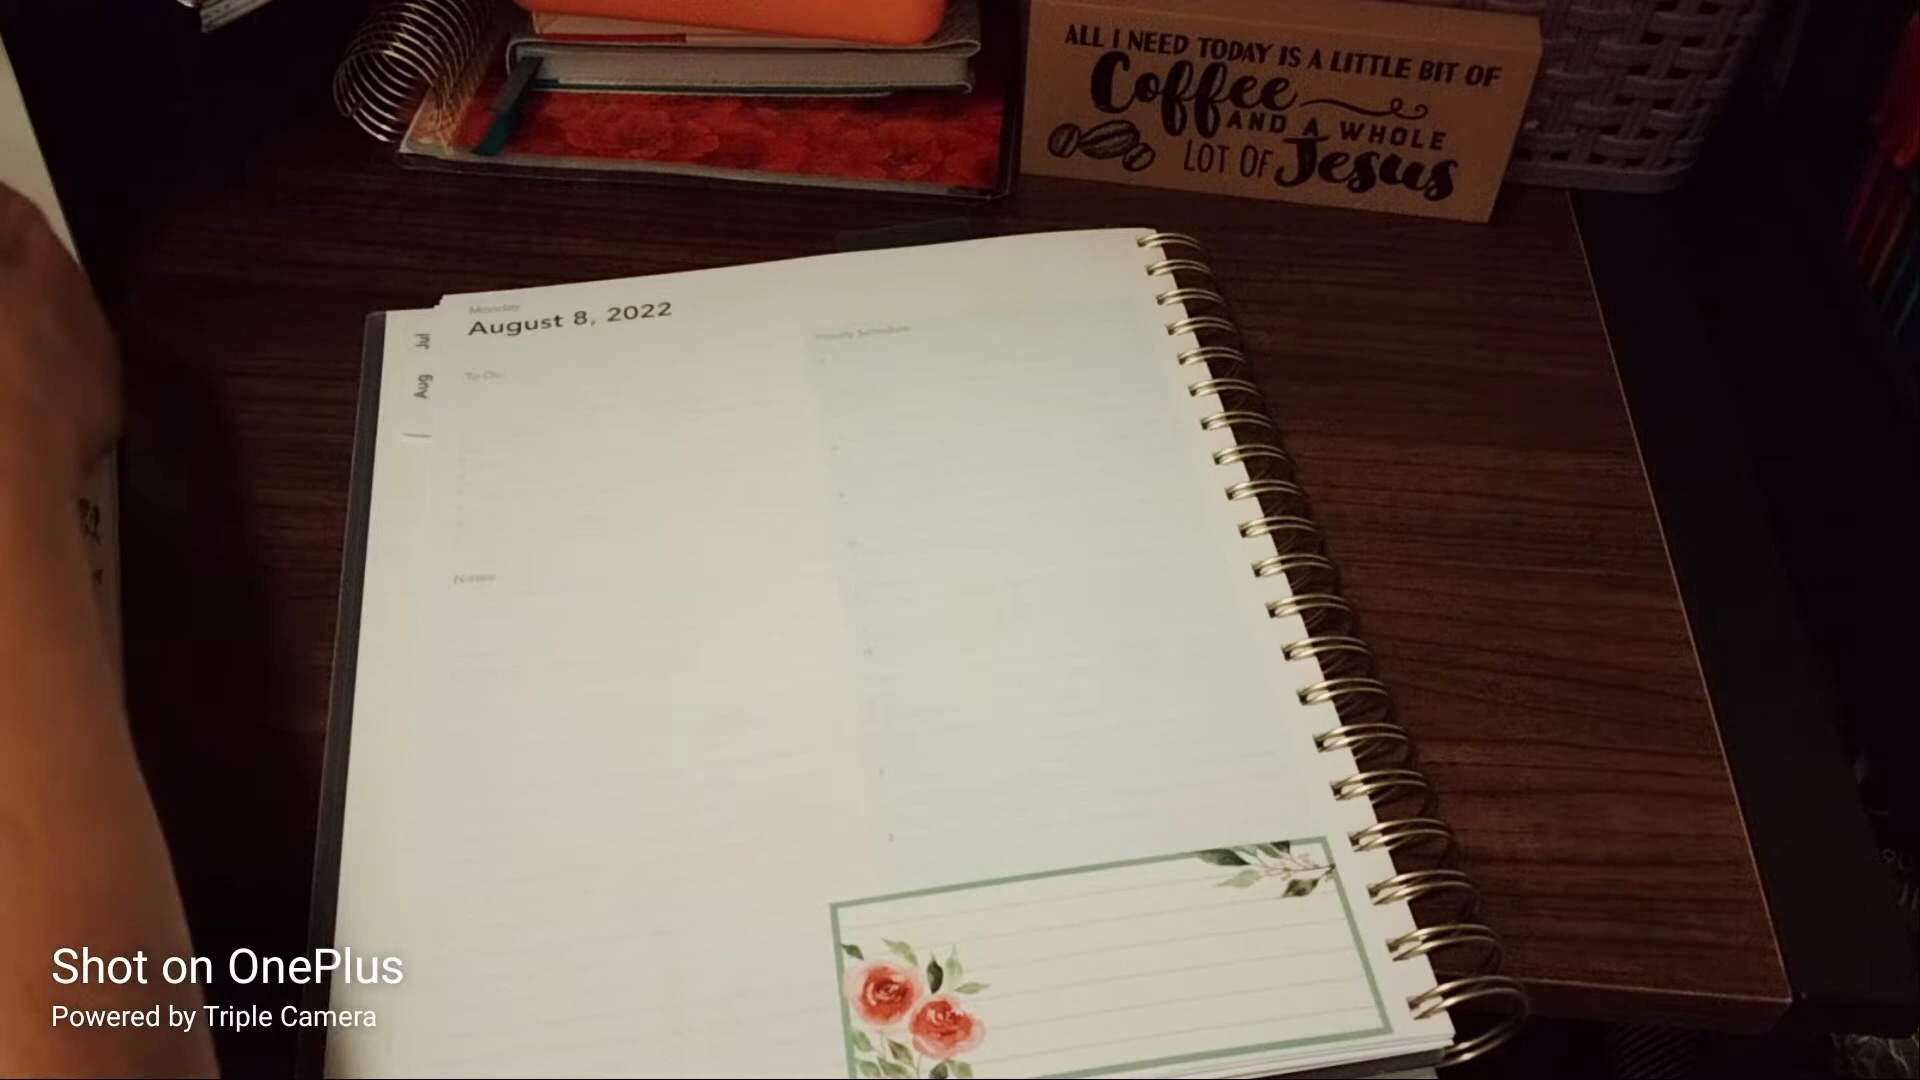 ALL I NEED TODAY IS A LITTLE BIT OF
Coffee
AND A WHOLE
LOT OF Jesus
Monday
August 8, 2022
Jul
Aug
To-Do
Hourly Schedule
Notes
Shot on OnePlus
Powered by Triple Camera